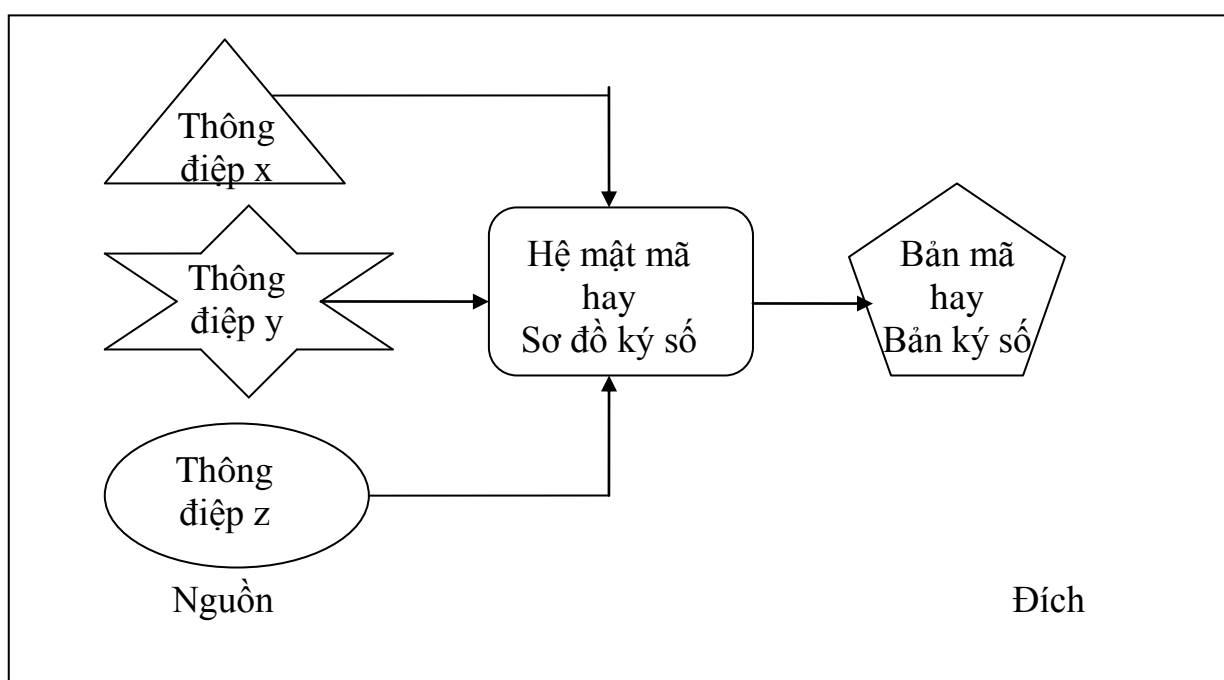 Thông
điệp x
Thông
điệp y
Thông
điệp z
Hệ mật mã
hay
Sơ đồ ký số
Bản mã
hay
Bản ký số
Nguồn
Đích